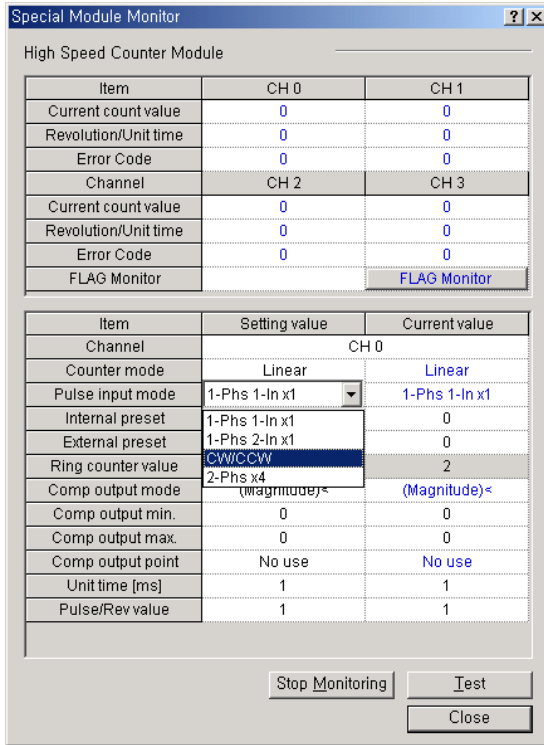 Special Module Monitor ? ×
High Speed Counter Module
Item CH 0 CH 1
Current count value 0 0
Revolution/Unit time 0 0
Error Code 0 0
Channel CH 2 CH 3
Current count value 0 0
Revolution/Unit time 0 0
Error Code 0 0
FLAG Monitor FLAG Monitor
Item Setting value Current value
Channel CH 0
Counter mode Linear Linear
Pulse input mode 1-Phs 1-In x1 1-Phs 1-In x1
Internal preset 1-Phs 1-In x1 0
External preset 1-Phs 2-In x1 0
Ring counter value CW/CCW 2
2-Phs x4
Comp output mode (Magnitude)< (Magnitude)<
Comp output min. 0 0
Comp output max. 0 0
Comp output point No use No use
Unit time [ms] 1 1
Pulse/Rev value 1 1
Stop Monitoring Test
Close